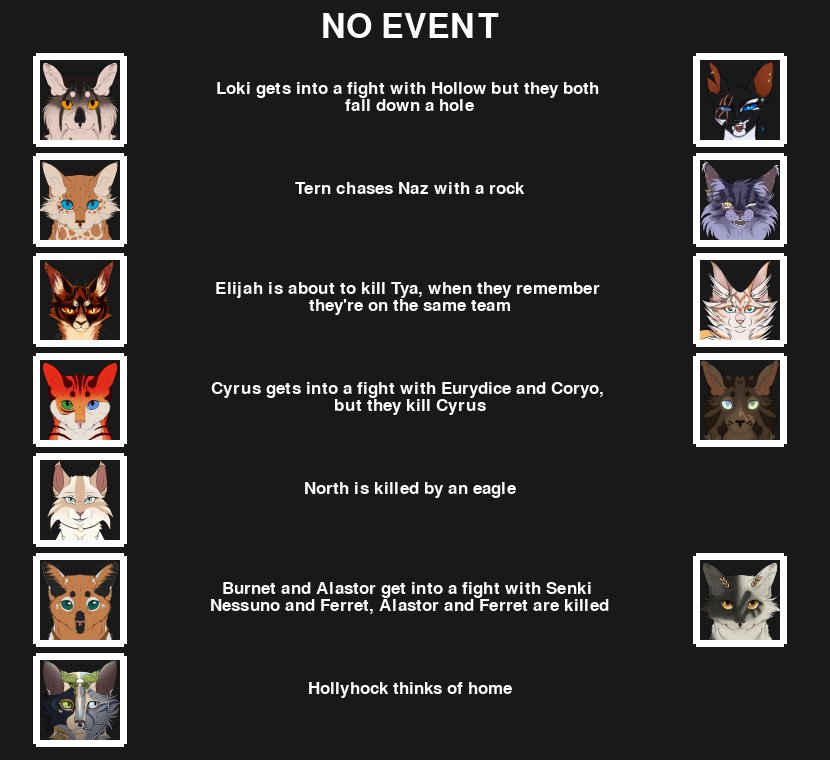 NO EVENT
Loki gets into a fight with Hollow but they both
fall down a hole
Tern chases Naz with a rock
Elijah is about to kill Tya, when they remember
they're on the same team
Cyrus gets into a fight with Eurydice and Coryo,
but they kill Cyrus
North is killed by an eagle
Burnet and Alastor get into a fight with Senki
Nessuno and Ferret, Alastor and Ferret are killed
Hollyhock thinks of home